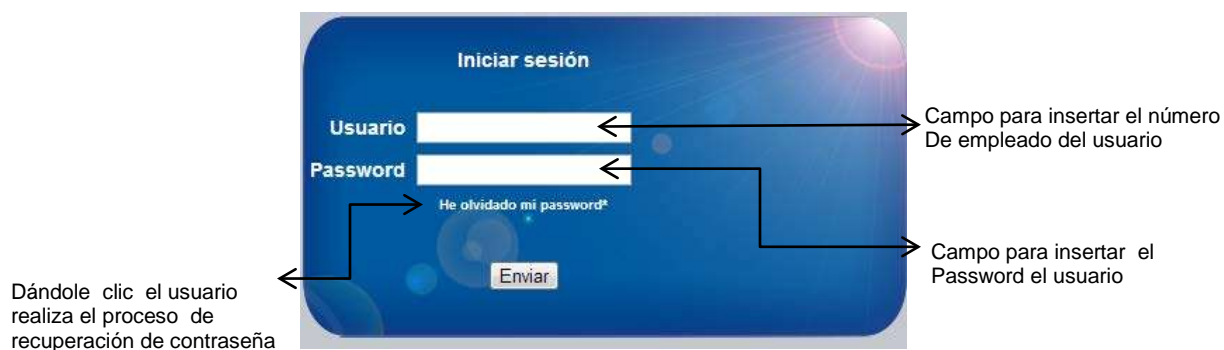 Iniciar sesión
Usuario
Password
He olvidado mi password*
Enviar
Campo para insertar el número
De empleado del usuario
Campo para insertar el
Password el usuario
Dándole clic el usuario
realiza el proceso de
recuperación de contraseña